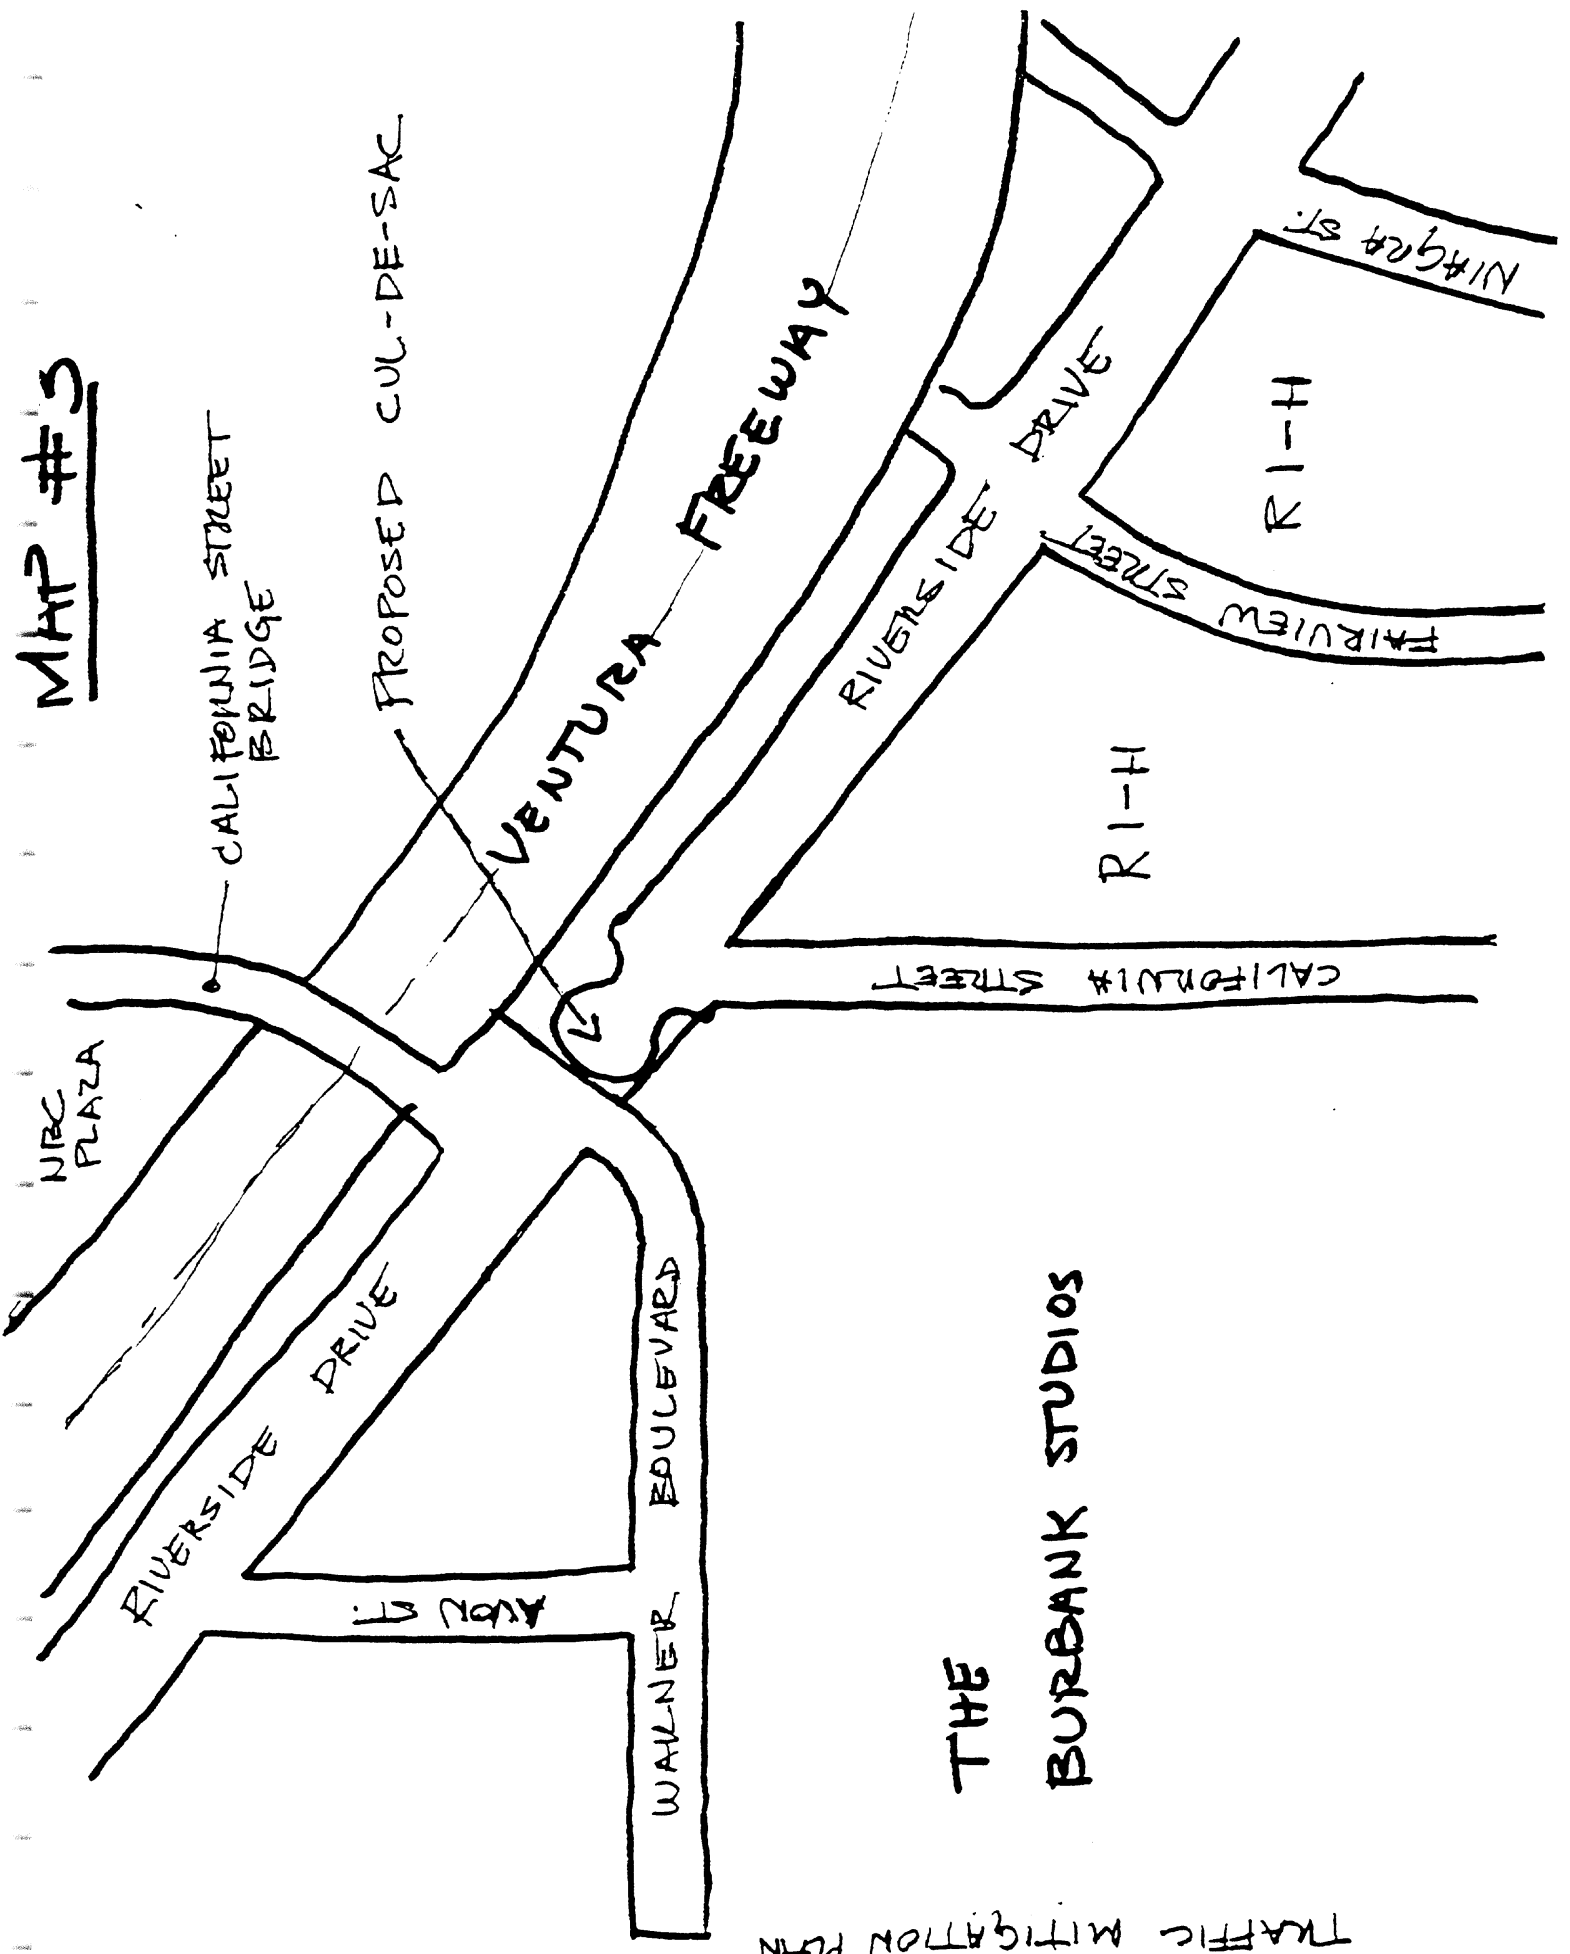 MAP #3
CALIFORNIA STREET
BRIDGE
PROPOSED CUL-DE-SAC
NBC
PLAZA
VENTURA FREEWAY
RIVERSIDE DRIVE
RIVERSIDE DRIVE
AVON ST.
WARNER BOULEVARD
CALIFORNIA STREET
FAIRVIEW STREET
NIAGRA ST.
R1-H
R1-H
THE
BURBANK STUDIOS
TRAFFIC MITIGATION PLAN